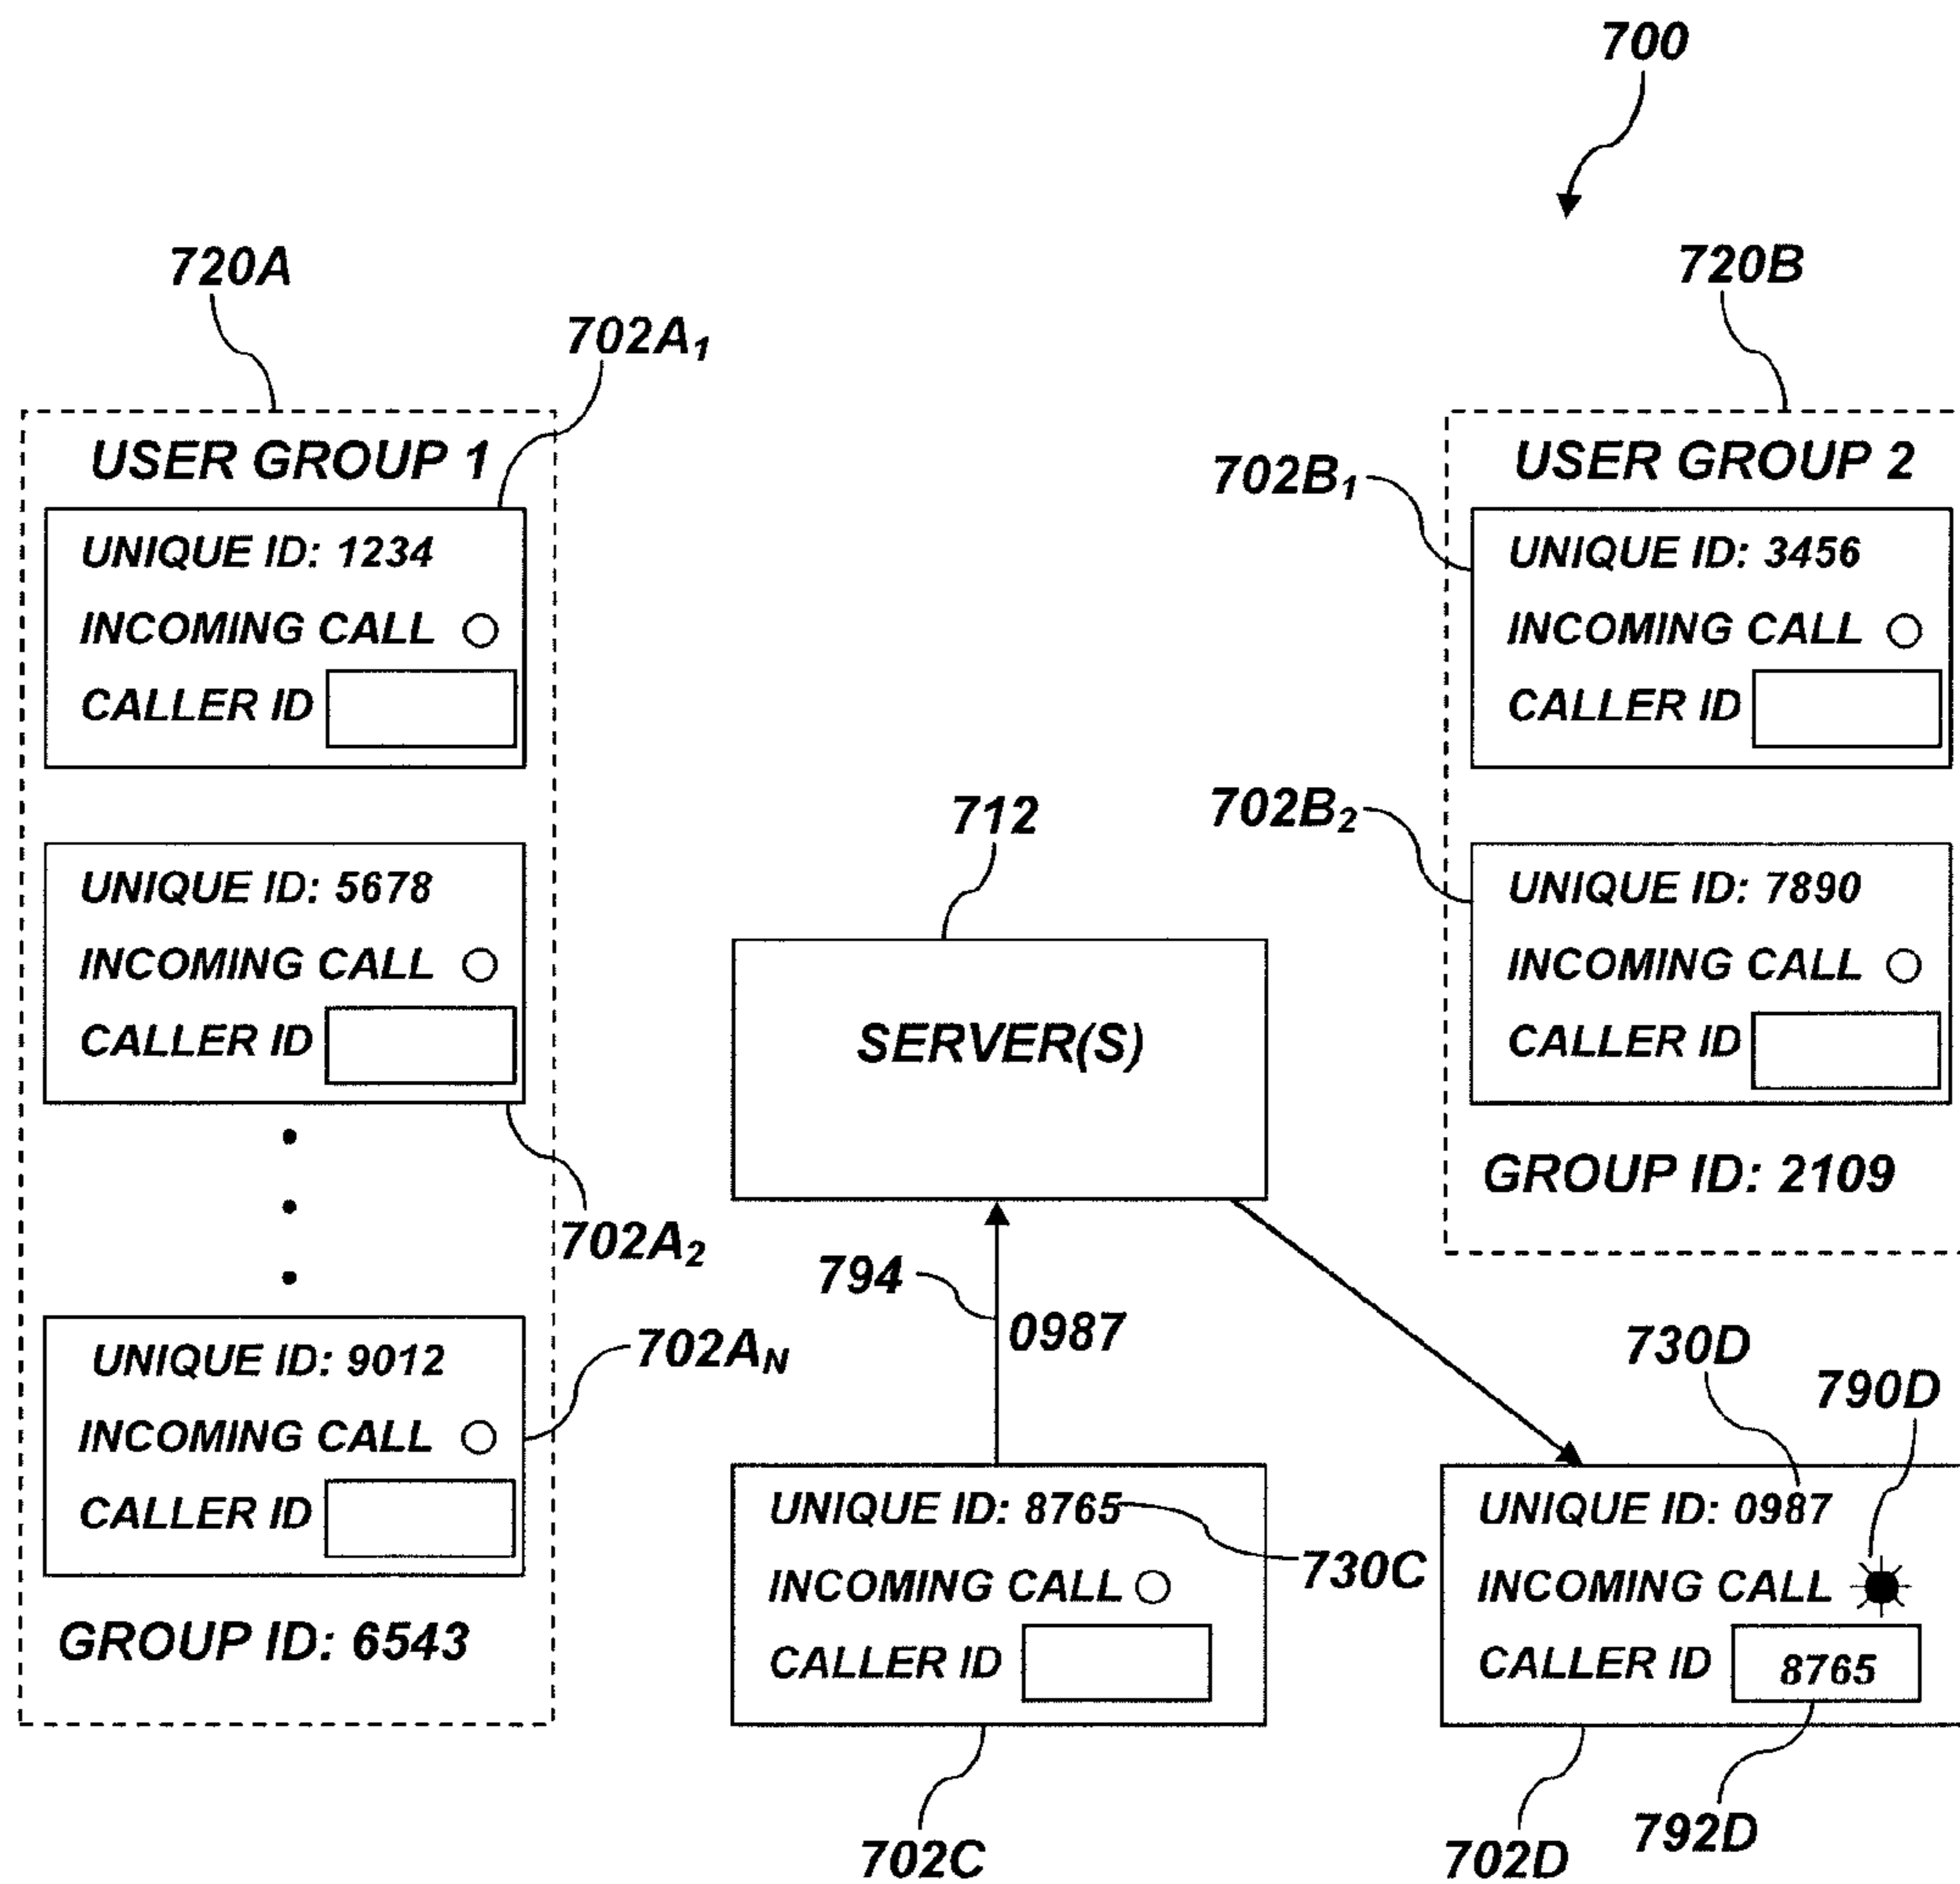 700
720A
702A1
USER GROUP 1
UNIQUE ID: 1234
INCOMING CALL
CALLER ID
UNIQUE ID: 5678
INCOMING CALL
CALLER ID
702A2
UNIQUE ID: 9012
INCOMING CALL
CALLER ID
702AN
GROUP ID: 6543
720B
USER GROUP 2
702B1
UNIQUE ID: 3456
INCOMING CALL
CALLER ID
702B2
UNIQUE ID: 7890
INCOMING CALL
CALLER ID
GROUP ID: 2109
712
SERVER(S)
794
0987
UNIQUE ID: 8765
730C
INCOMING CALL
CALLER ID
702C
730D
790D
UNIQUE ID: 0987
INCOMING CALL
CALLER ID
8765
792D
702D